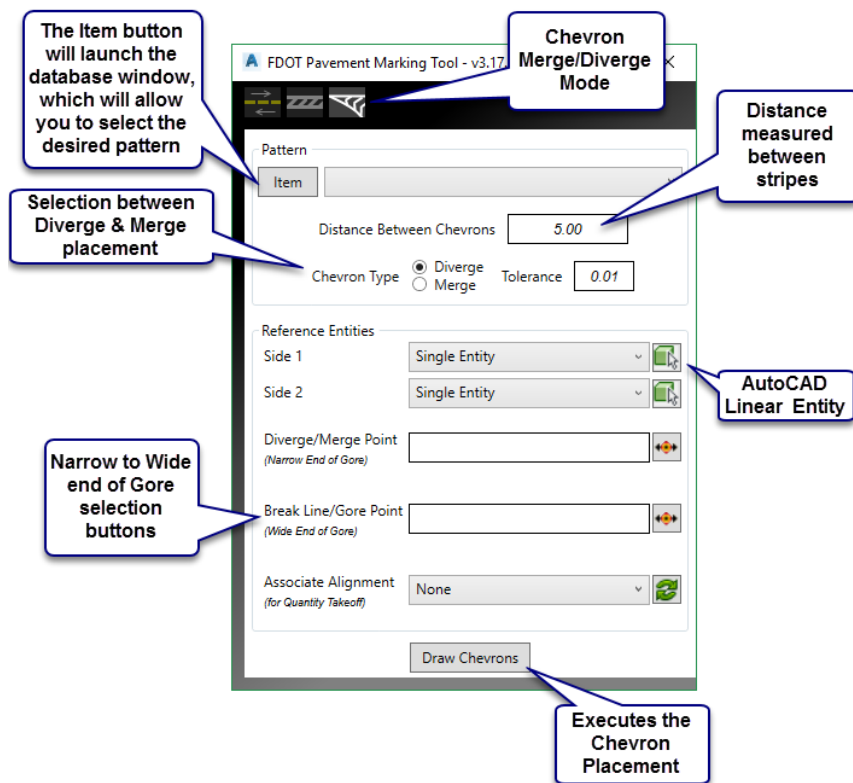 The Item button
will launch the
database window,
which will allow
you to select the
desired pattern
FDOT Pavement Marking Tool - v3.17.
Chevron
Merge/Diverge
Mode
Distance
measured
between
stripes
Pattern
Item
Selection between
Diverge & Merge
placement
Distance Between Chevrons 5.00
Chevron Type Diverge Tolerance 0.01
Merge
Reference Entities
Side 1 Single Entity
Side 2 Single Entity
AutoCAD
Linear Entity
Diverge/Merge Point
(Narrow End of Gore)
Narrow to Wide
end of Gore
selection
buttons
Break Line/Gore Point
(Wide End of Gore)
Associate Alignment None
(for Quantity Takeoff)
Draw Chevrons
Executes the
Chevron
Placement